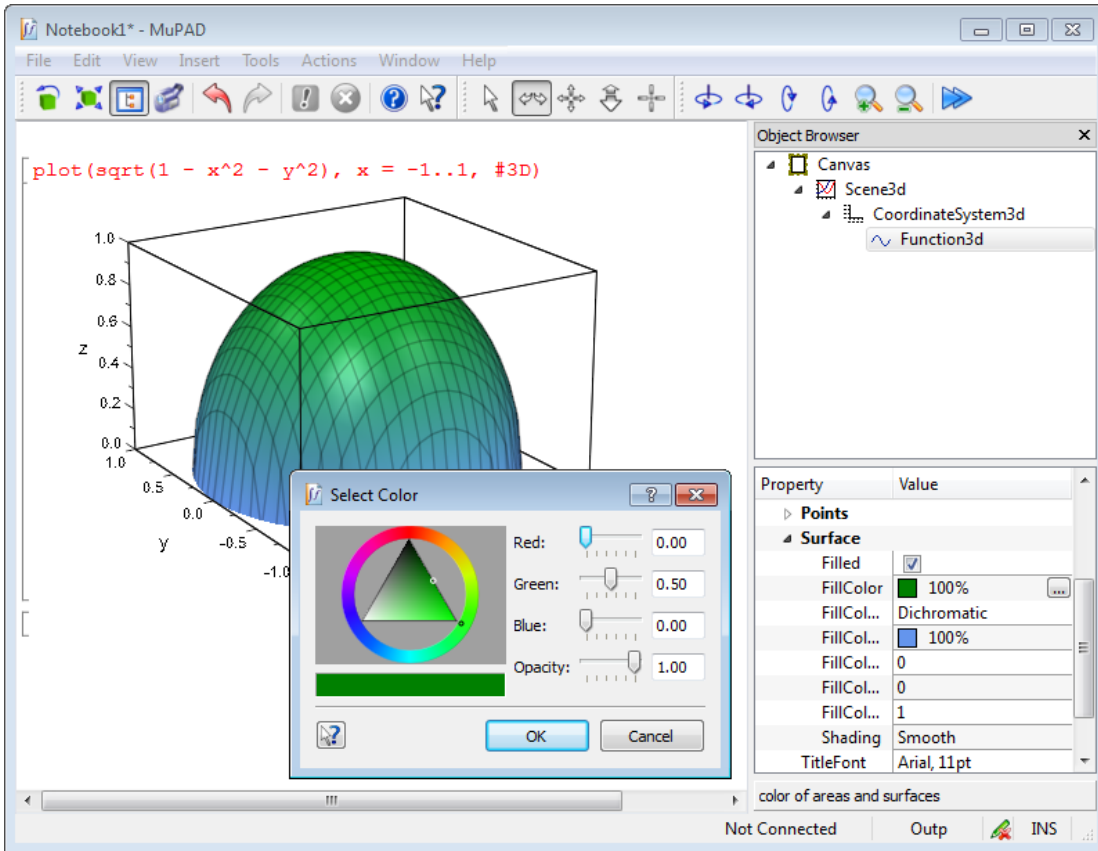 Notebook1* - MuPAD
File Edit View Insert Tools Actions Window Help
plot(sqrt(1 - x^2 - y^2), x = -1..1, #3D)
1.0
0.8
0.6
z
0.4
0.2
0.0
1.0
0.5
0.0
y
-0.5
-1.0
Select Color
Red: 0.00
Green: 0.50
Blue: 0.00
Opacity: 1.00
OK Cancel
Object Browser
Canvas
Scene3d
CoordinateSystem3d
Function3d
Property Value
Points
Surface
Filled
FillColor 100% ...
FillCol... Dichromatic
FillCol... 100%
FillCol... 0
FillCol... 0
FillCol... 1
Shading Smooth
TitleFont Arial, 11pt
color of areas and surfaces
Not Connected Outp INS